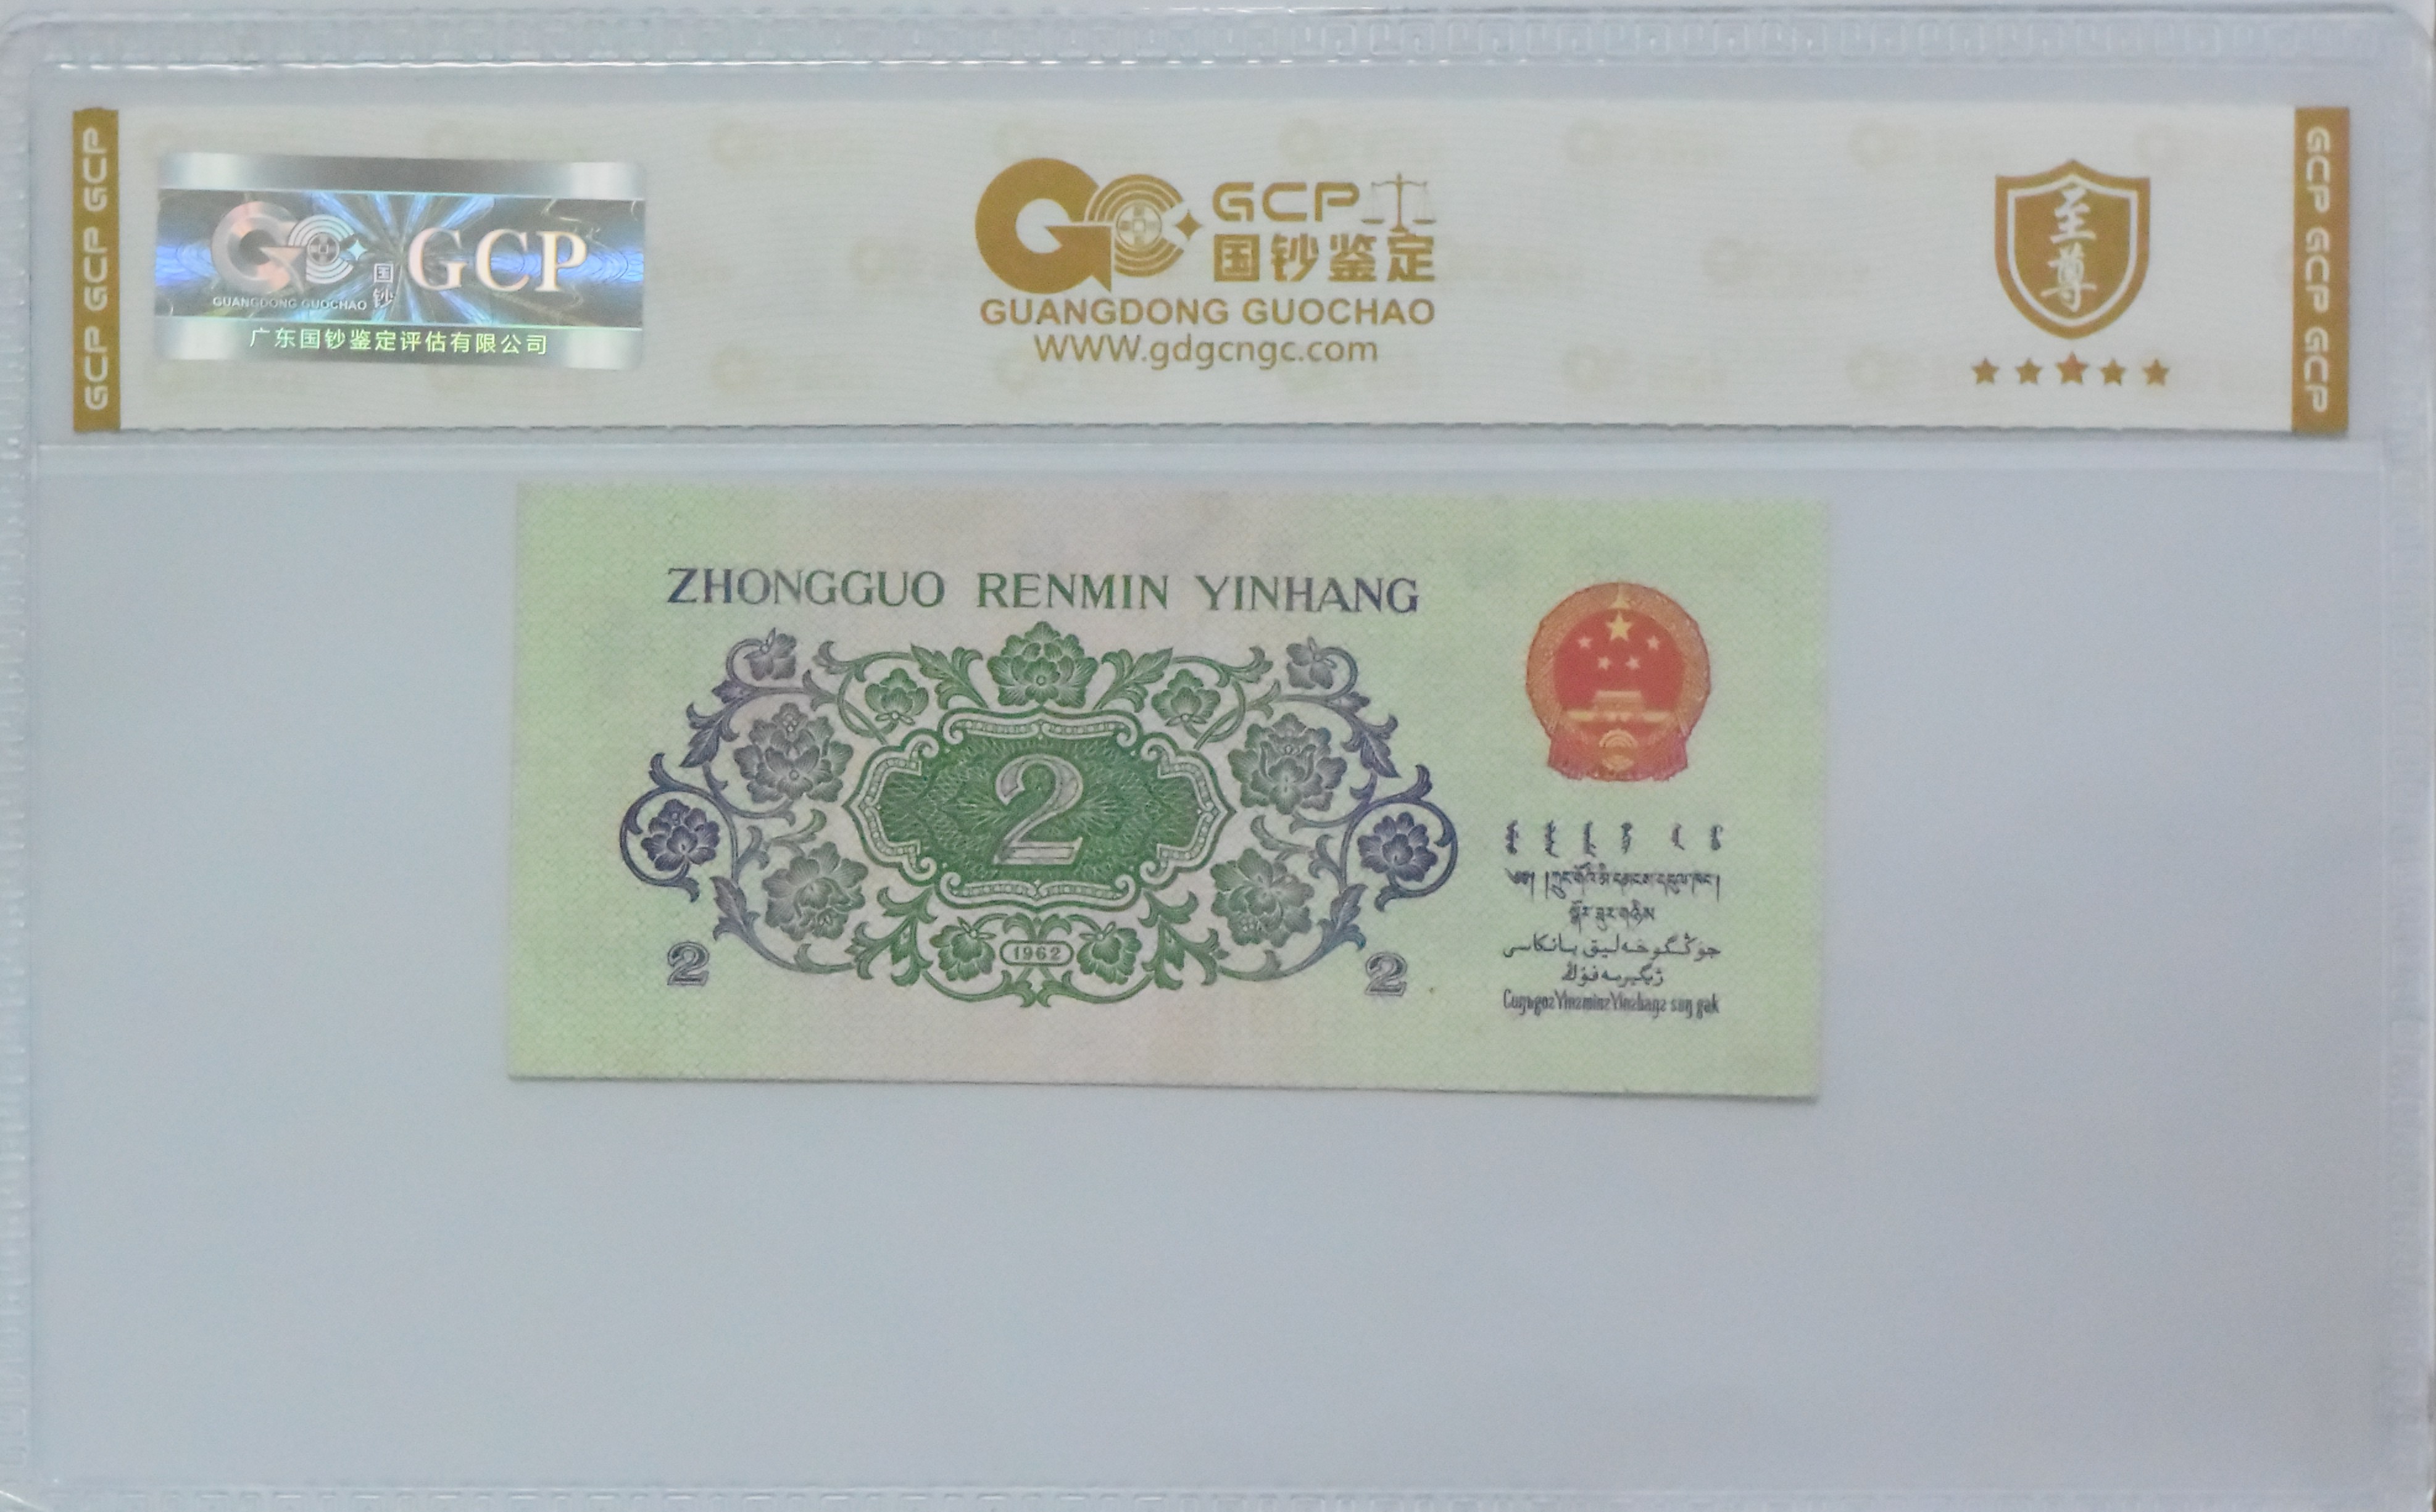 GCP GCP GCP
GUANGDONG GUOCHAO
国钞
GCP
广东国钞鉴定评估有限公司
GCP
国钞鉴定
GUANGDONG GUOCHAO
WWW.gdgcngc.com
至尊
GCP GCP GCP
ZHONGGUO RENMIN YINHANG
2
1962
2
2
جۇڭگوخەلىق بانكاسى